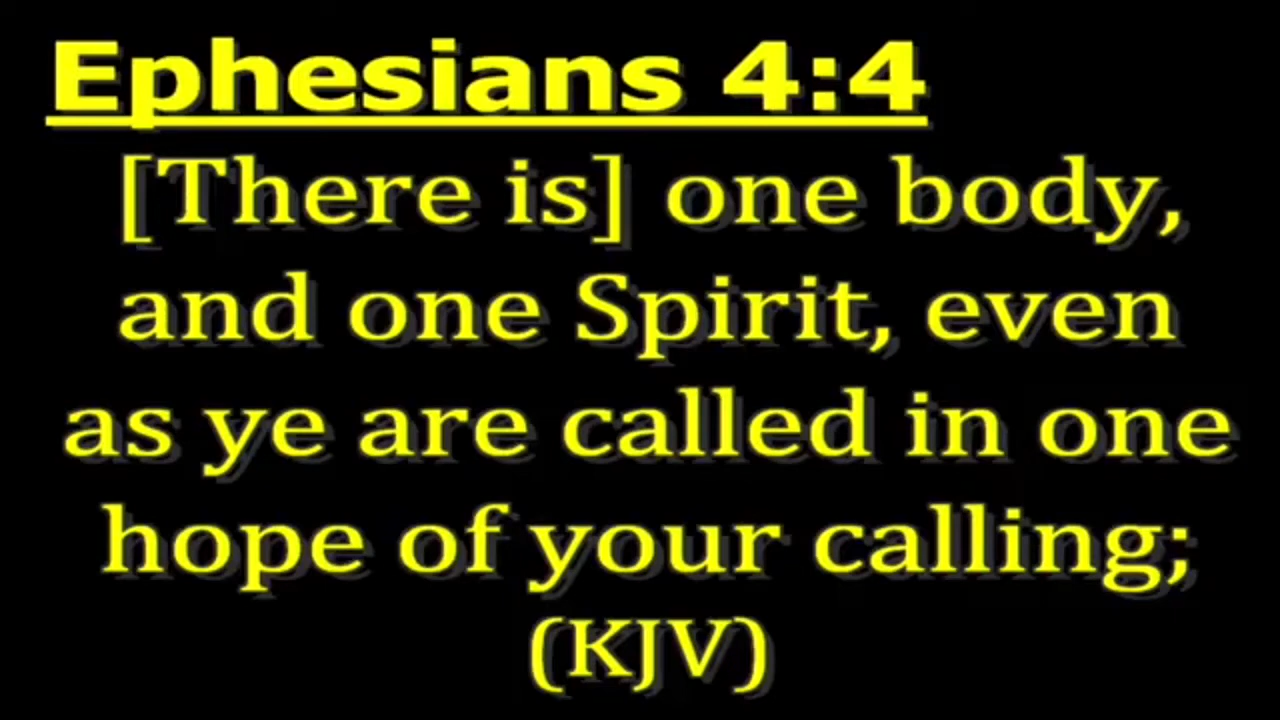 Ephesians 4:4
[There is] one body,
and one Spirit, even
as ye are called in one
hope of your calling;
(KJV)